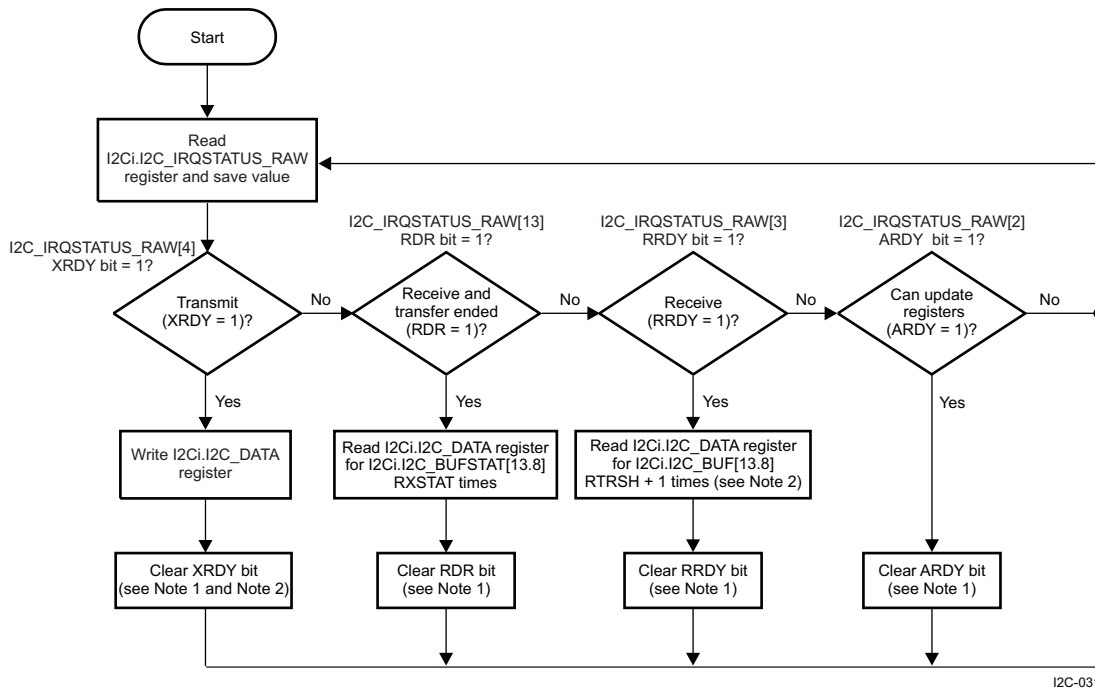 Start
Read
I2Ci.I2C_IRQSTATUS_RAW
register and save value
I2C_IRQSTATUS_RAW[4]
XRDY bit = 1?
I2C_IRQSTATUS_RAW[13]
RDR bit = 1?
I2C_IRQSTATUS_RAW[3]
RRDY bit = 1?
I2C_IRQSTATUS_RAW[2]
ARDY bit = 1?
Transmit
(XRDY = 1)?
No
Receive and
transfer ended
(RDR = 1)?
No
Receive
(RRDY = 1)?
No
Can update
registers
(ARDY = 1)?
No
Yes
Yes
Yes
Yes
Write I2Ci.I2C_DATA
register
Read I2Ci.I2C_DATA register
for I2Ci.I2C_BUFSTAT[13.8]
RXSTAT times
Read I2Ci.I2C_DATA register
for I2Ci.I2C_BUF[13.8]
RTRSH + 1 times (see Note 2)
Clear XRDY bit
(see Note 1 and Note 2)
Clear RDR bit
(see Note 1)
Clear RRDY bit
(see Note 1)
Clear ARDY bit
(see Note 1)
I2C-031